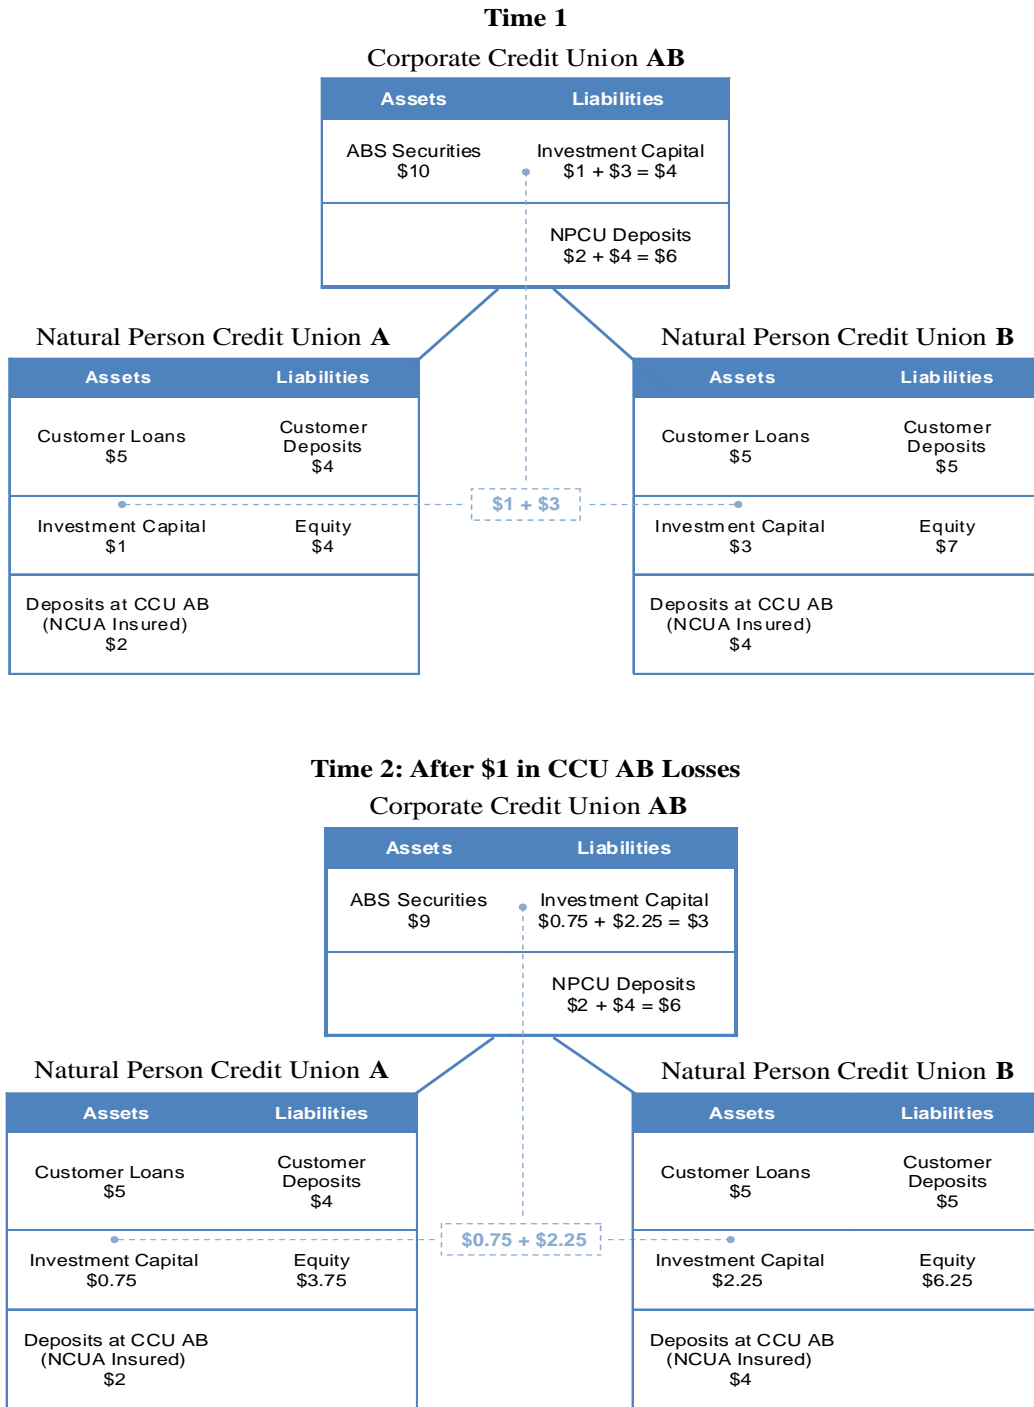 Time 1
Corporate Credit Union AB
Assets Liabilities
ABS Securities
$10
Investment Capital
$1 + $3 = $4
NPCU Deposits
$2 + $4 = $6
Natural Person Credit Union A
Assets Liabilities
Customer Loans
$5
Customer
Deposits
$4
Investment Capital
$1
Equity
$4
Deposits at CCU AB
(NCUA Insured)
$2
$1 + $3
Natural Person Credit Union B
Assets Liabilities
Customer Loans
$5
Customer
Deposits
$5
Investment Capital
$3
Equity
$7
Deposits at CCU AB
(NCUA Insured)
$4
Time 2: After $1 in CCU AB Losses
Corporate Credit Union AB
Assets Liabilities
ABS Securities
$9
Investment Capital
$0.75 + $2.25 = $3
NPCU Deposits
$2 + $4 = $6
Natural Person Credit Union A
Assets Liabilities
Customer Loans
$5
Customer
Deposits
$4
Investment Capital
$0.75
Equity
$3.75
Deposits at CCU AB
(NCUA Insured)
$2
$0.75 + $2.25
Natural Person Credit Union B
Assets Liabilities
Customer Loans
$5
Customer
Deposits
$5
Investment Capital
$2.25
Equity
$6.25
Deposits at CCU AB
(NCUA Insured)
$4